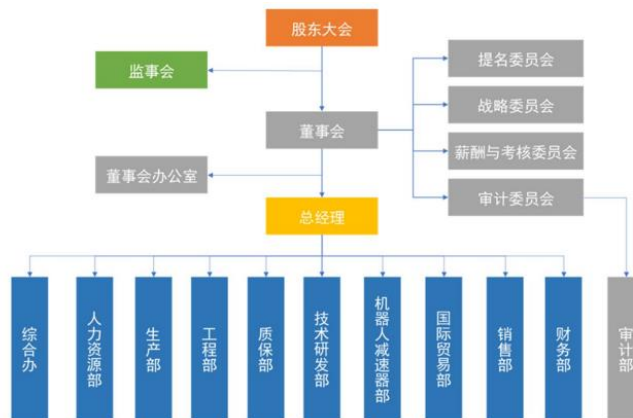 股东大会
监事会
提名委员会
战略委员会
董事会
薪酬与考核委员会
董事会办公室
审计委员会
总经理
综合办
人力资源部
生产部
工程部
质保部
技术研发部
机器人减速器部
国际贸易部
销售部
财务部
审计部